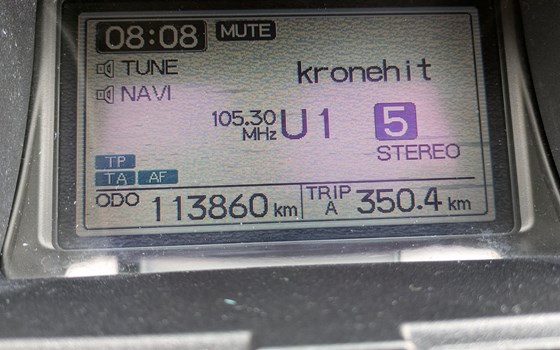 08:08 MUTE
TUNE kronehit
NAVI
105.30 MHz U1 5
STEREO
TP
TA AF
ODO 113860 km TRIP A 350.4 km